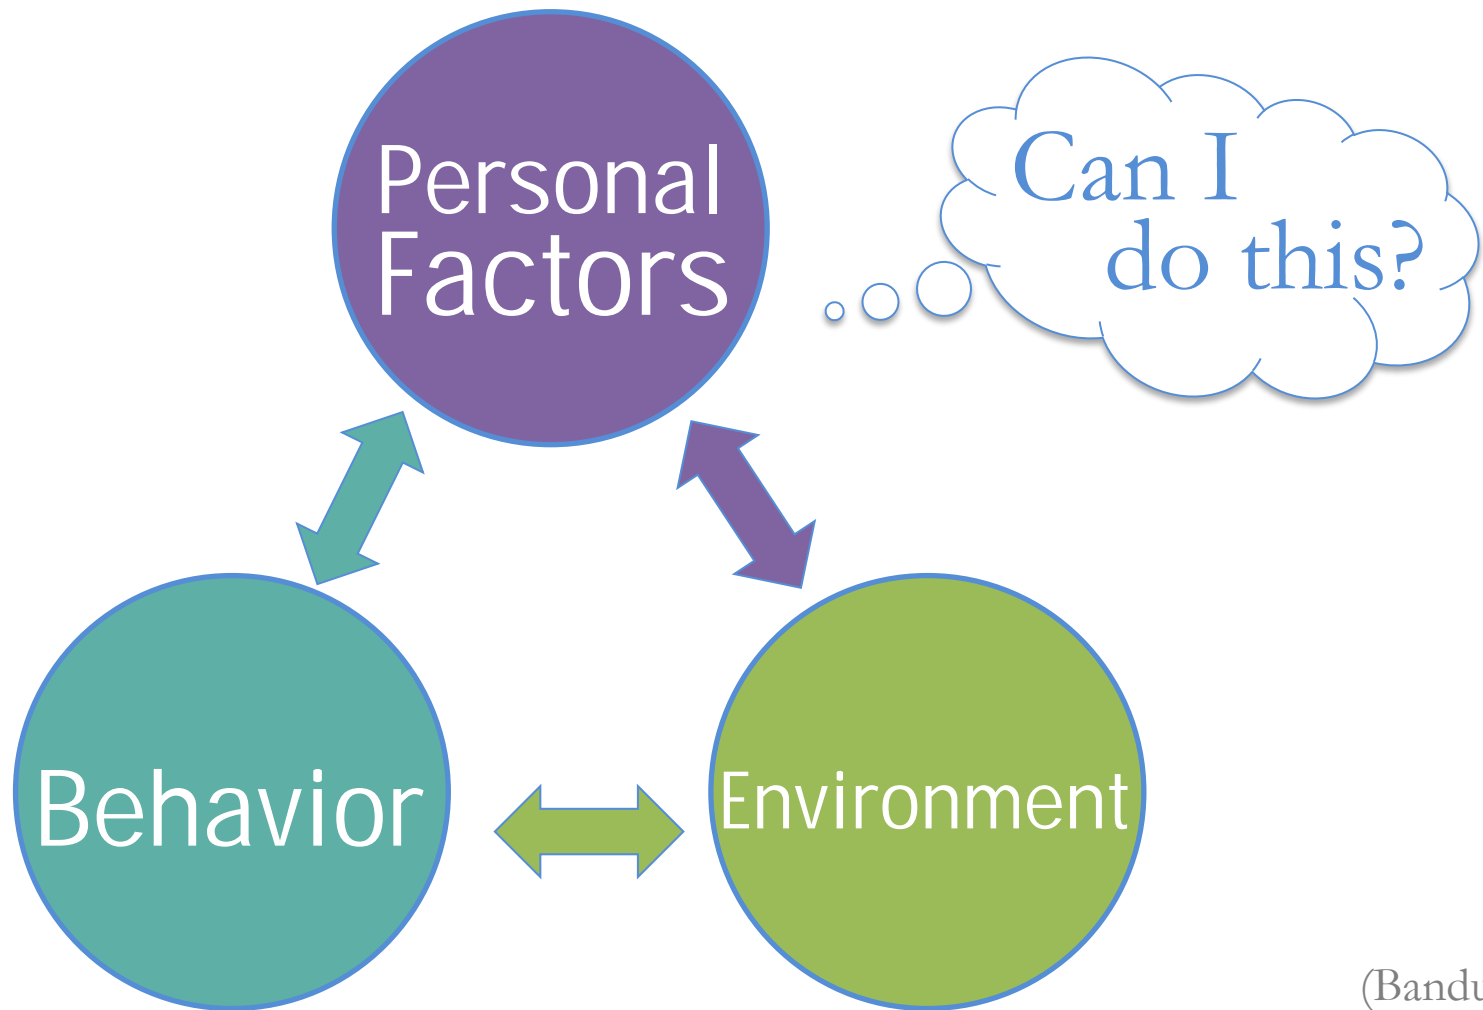 Personal
Factors
Can I
do this?
Behavior
Environment